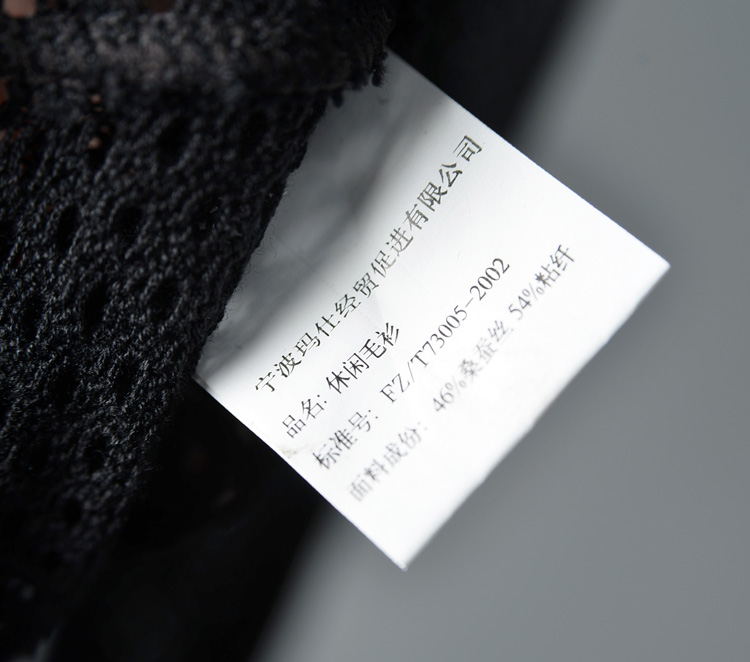 宁波玛仕经贸促进有限公司
品名: 休闲毛衫
标准号: FZ/T73005-2002
面料成份: 46%桑蚕丝 54%粘纤